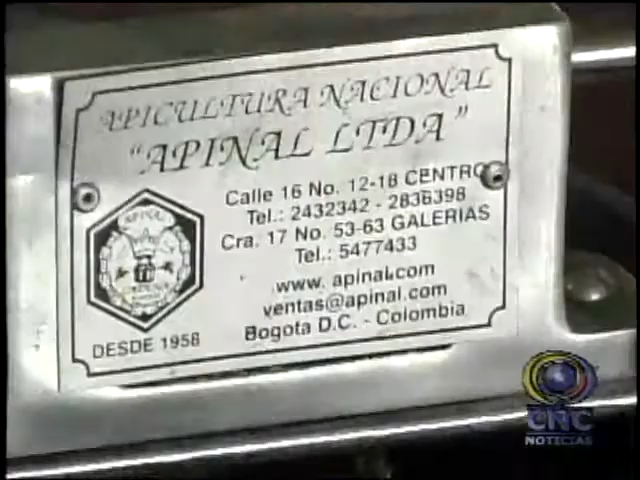 APICULTURA NACIONAL
"APINAL LTDA"
Calle 16 No. 12-18 CENTRO
Tel.: 2432342 - 2836398
Cra. 17 No. 53-63 GALERIAS
Tel.: 5477433
www. apinal.com
ventas@apinal.com
Bogota D.C. - Colombia
APINAL
DESDE 1958
CNC
NOTICIAS